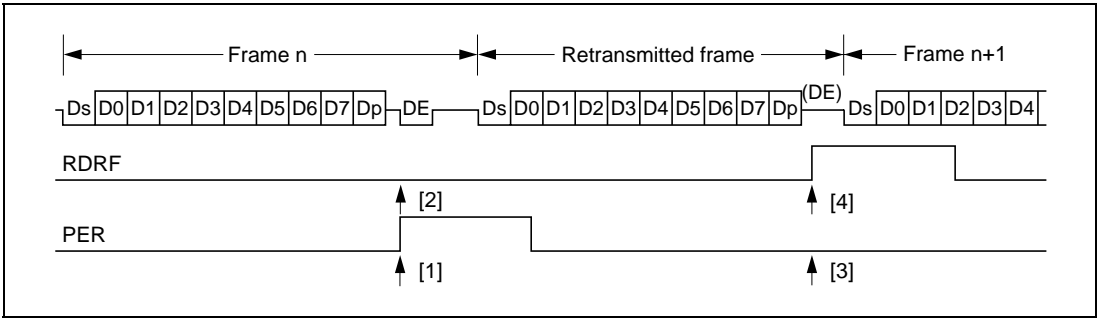 Frame n Retransmitted frame Frame n+1
Ds D0 D1 D2 D3 D4 D5 D6 D7 Dp DE Ds D0 D1 D2 D3 D4 D5 D6 D7 Dp (DE) Ds D0 D1 D2 D3 D4
RDRF
[2] [4]
PER
[1] [3]